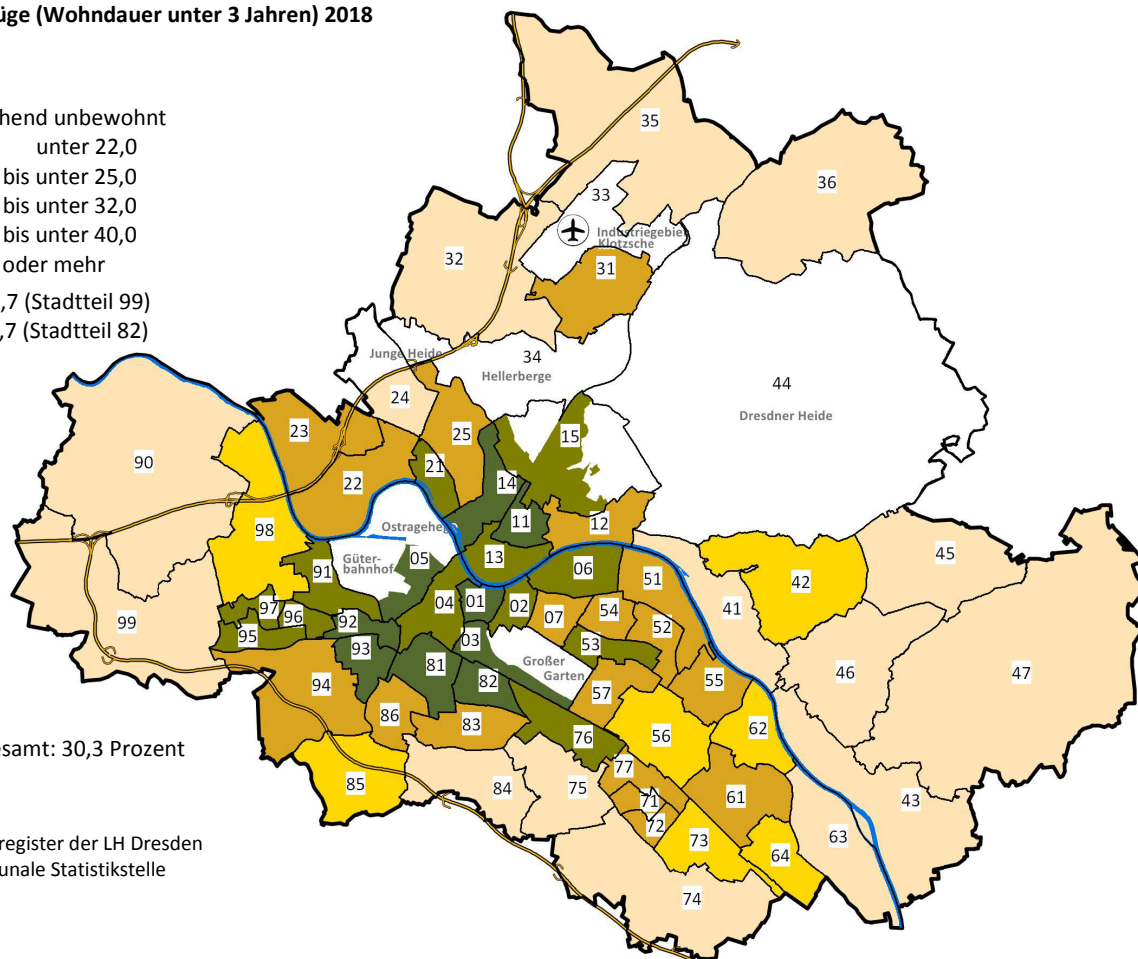 üge (Wohndauer unter 3 Jahren) 2018
hend unbewohnt
unter 22,0
bis unter 25,0
bis unter 32,0
bis unter 40,0
oder mehr
,7 (Stadtteil 99)
,7 (Stadtteil 82)
35
36
33
Industriegebiet
Klotzsche
32
31
Junge Heide
34
Hellerberge
44
Dresdner Heide
24
23
25
15
90
21
22
14
11
12
Ostragehege
98
13
05
Güter-
bahnhof
06
45
91
51
42
04
01
02
41
97
96
92
07
54
99
95
03
53
52
93
Großer
Garten
81
46
47
82
94
57
55
86
83
76
56
62
esamt: 30,3 Prozent
77
85
84
75
71
61
43
72
63
73
64
register der LH Dresden
unale Statistikstelle
74